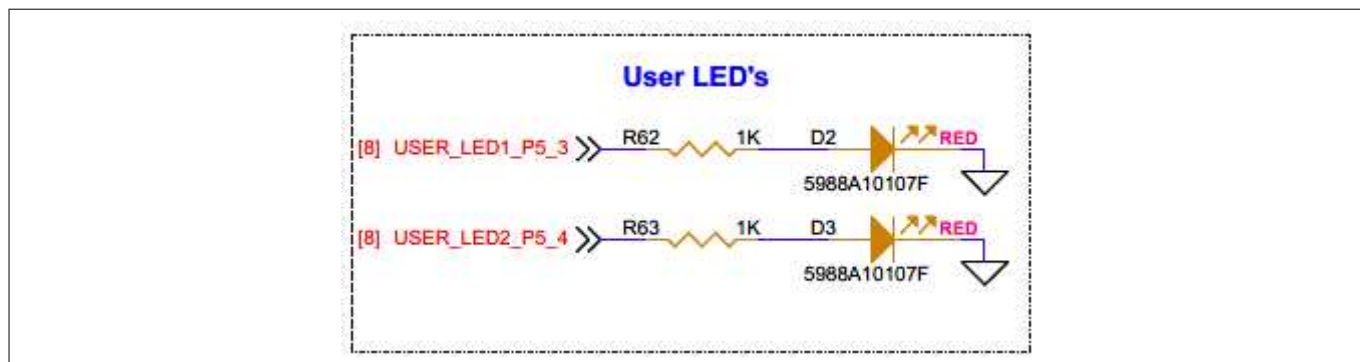 User LED's
[8] USER_LED1_P5_3 R62 1K D2 RED
5988A10107F
[8] USER_LED2_P5_4 R63 1K D3 RED
5988A10107F